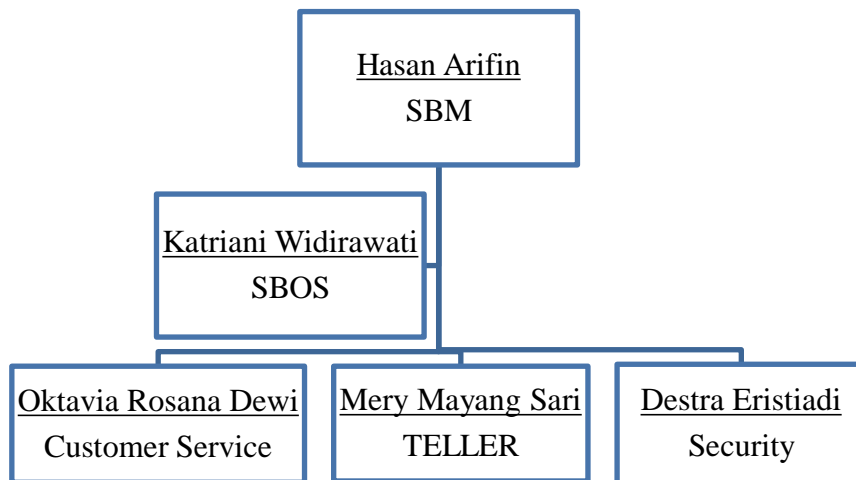 Hasan Arifin
SBM
Katriani Widirawati
SBOS
Oktavia Rosana Dewi
Customer Service
Mery Mayang Sari
TELLER
Destra Eristiadi
Security